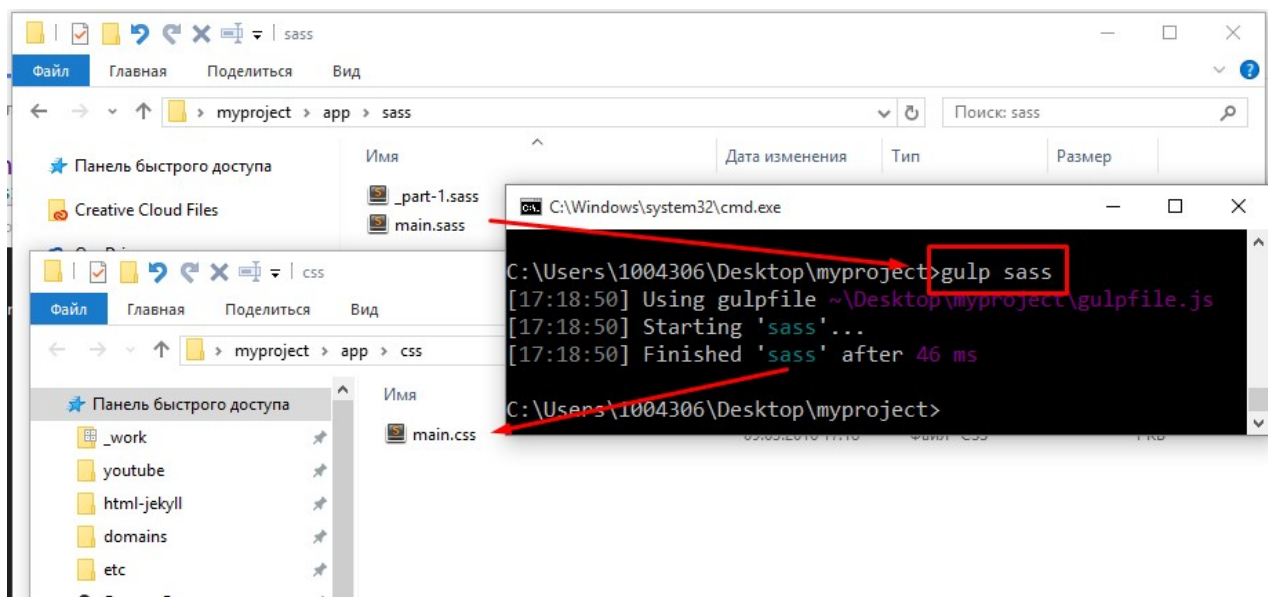 sass
Файл Главная Поделиться Вид
myproject > app > sass
Поиск: sass
Панель быстрого доступа
Creative Cloud Files
Имя Дата изменения Тип Размер
_part-1.sass
main.sass
C:\Windows\system32\cmd.exe
C:\Users\1004306\Desktop\myproject>gulp sass
[17:18:50] Using gulpfile ~\Desktop\myproject\gulpfile.js
[17:18:50] Starting 'sass'...
[17:18:50] Finished 'sass' after 46 ms
C:\Users\1004306\Desktop\myproject>
css
Файл Главная Поделиться Вид
myproject > app > css
Панель быстрого доступа
_work
youtube
html-jekyll
domains
etc
Имя
main.css